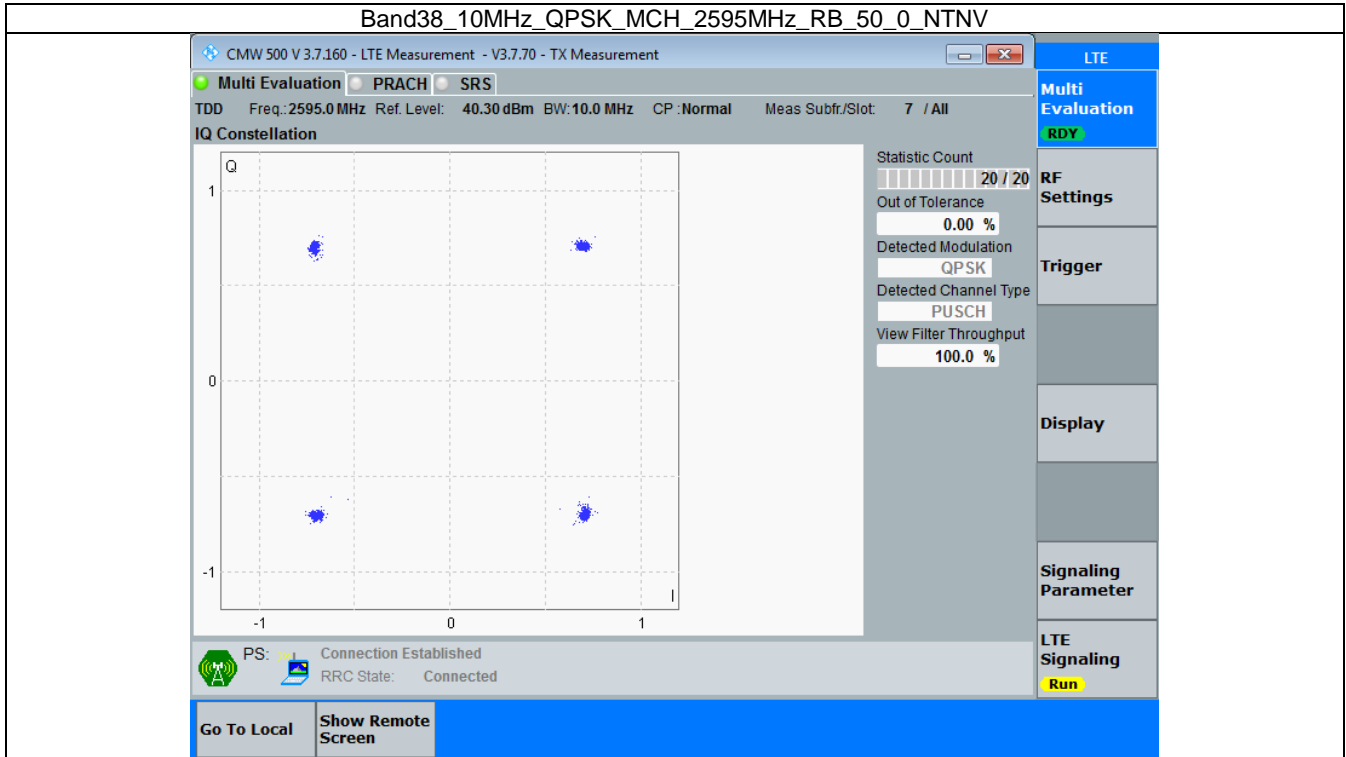 Band38_10MHz_QPSK_MCH_2595MHz_RB_50_0_NTNV
CMW 500 V 3.7.160 - LTE Measurement - V3.7.70 - TX Measurement
LTE
Multi Evaluation PRACH SRS
Multi
Evaluation
RDY
TDD Freq.:2595.0 MHz Ref. Level: 40.30 dBm BW:10.0 MHz CP :Normal Meas Subfr./Slot: 7 / All
IQ Constellation
Q
1
0
-1
I
-1 0 1
Statistic Count
20 / 20
Out of Tolerance
0.00 %
Detected Modulation
QPSK
Detected Channel Type
PUSCH
View Filter Throughput
100.0 %
RF
Settings
Trigger
Display
Signaling
Parameter
LTE
Signaling
Run
PS: Connection Established
RRC State: Connected
Go To Local
Show Remote
Screen